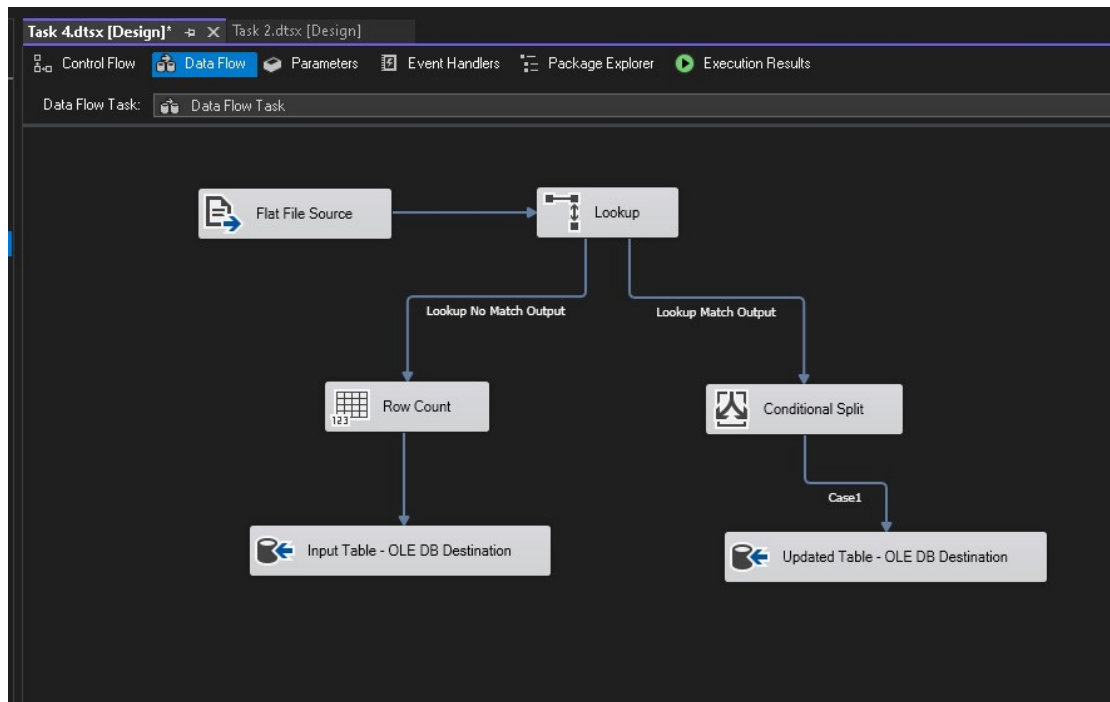 Task 4.dtsx [Design]* Task 2.dtsx [Design]
Control Flow Data Flow Parameters Event Handlers Package Explorer Execution Results
Data Flow Task: Data Flow Task
Flat File Source Lookup
Lookup No Match Output Lookup Match Output
123 Row Count Conditional Split
Case1
Input Table - OLE DB Destination Updated Table - OLE DB Destination